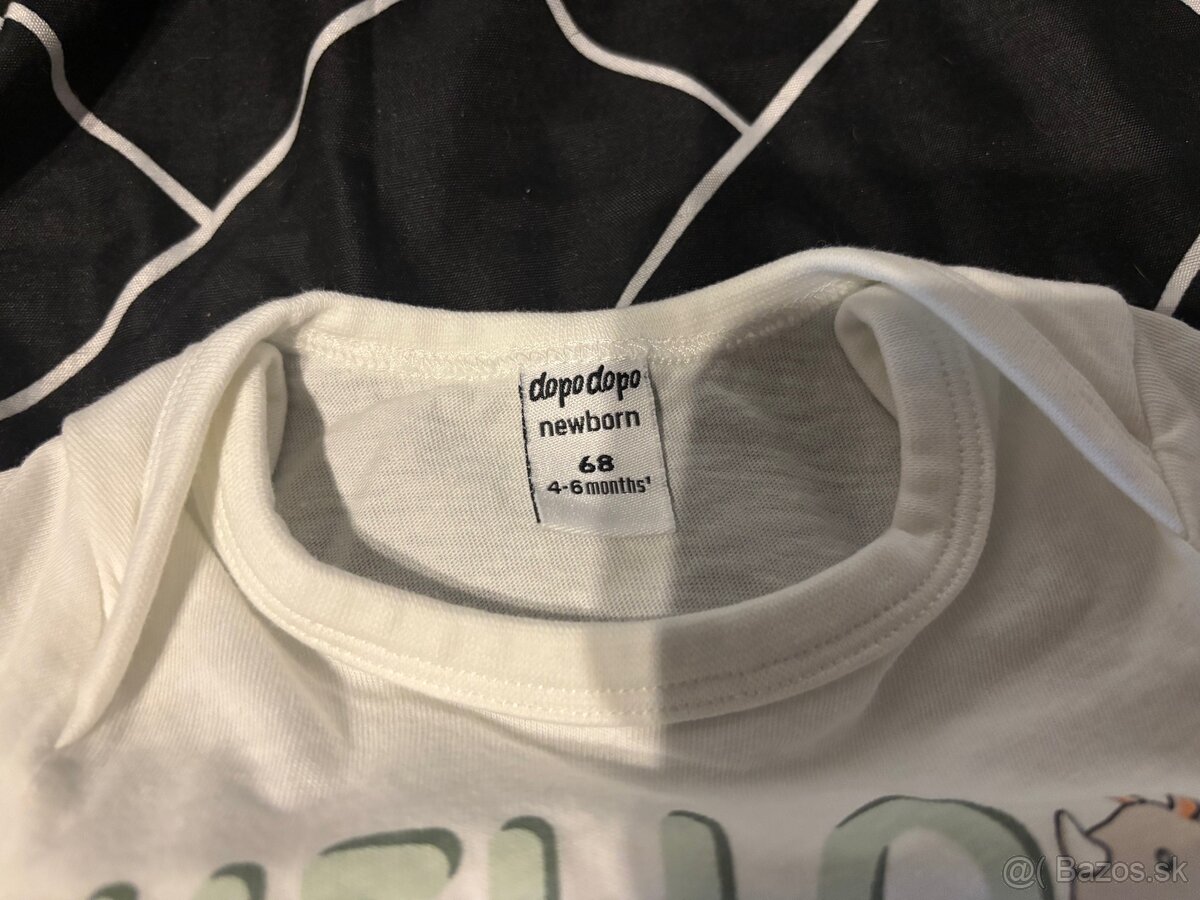 dopodopo
newborn
68
4-6 months'
@( Bazos.sk